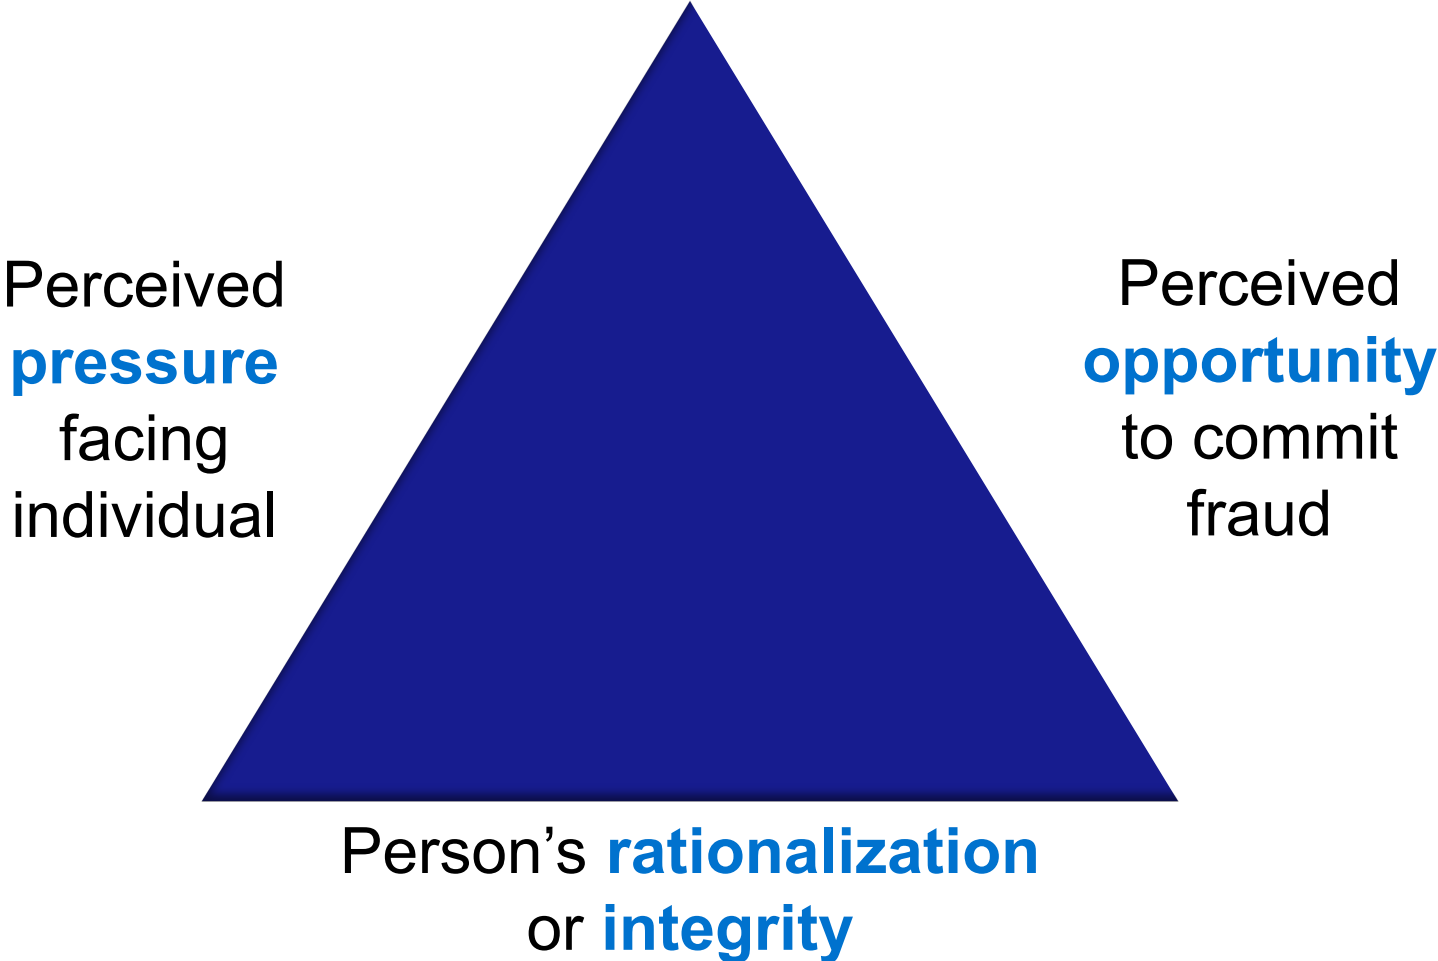 Perceived
pressure
facing
individual
Perceived
opportunity
to commit
fraud
Person’s rationalization
or integrity